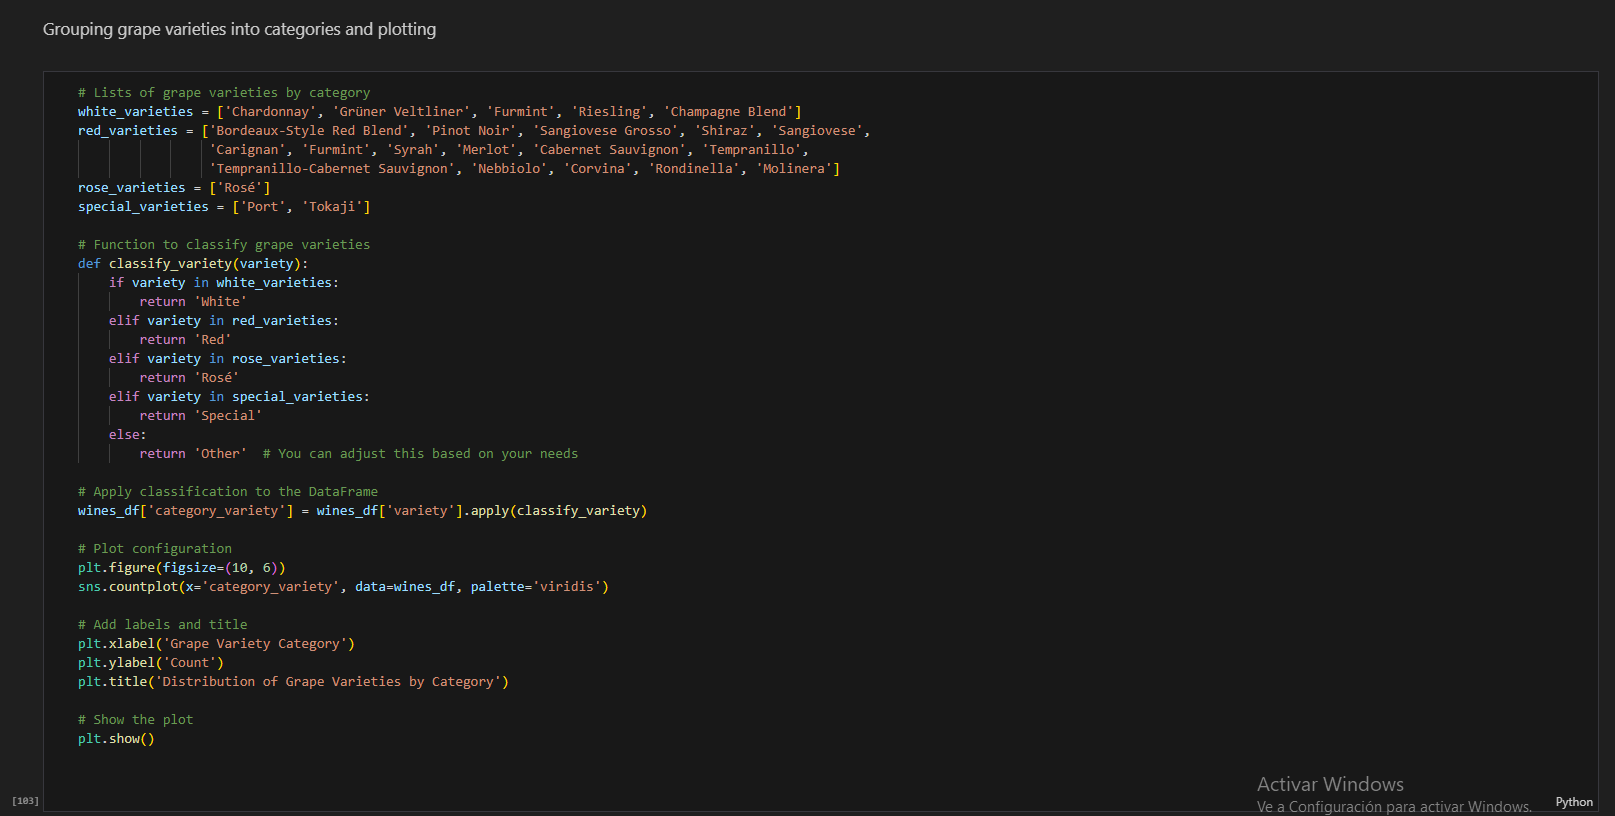 Grouping grape varieties into categories and plotting
# Lists of grape varieties by category
white_varieties = ['Chardonnay', 'Grüner Veltliner', 'Furmint', 'Riesling', 'Champagne Blend']
red_varieties = ['Bordeaux-Style Red Blend', 'Pinot Noir', 'Sangiovese Grosso', 'Shiraz', 'Sangiovese',
                 'Carignan', 'Furmint', 'Syrah', 'Merlot', 'Cabernet Sauvignon', 'Tempranillo',
                 'Tempranillo-Cabernet Sauvignon', 'Nebbiolo', 'Corvina', 'Rondinella', 'Molinera']
rose_varieties = ['Rosé']
special_varieties = ['Port', 'Tokaji']
# Function to classify grape varieties
def classify_variety(variety):
    if variety in white_varieties:
        return 'White'
    elif variety in red_varieties:
        return 'Red'
    elif variety in rose_varieties:
        return 'Rosé'
    elif variety in special_varieties:
        return 'Special'
    else:
        return 'Other'  # You can adjust this based on your needs
# Apply classification to the DataFrame
wines_df['category_variety'] = wines_df['variety'].apply(classify_variety)
# Plot configuration
plt.figure(figsize=(10, 6))
sns.countplot(x='category_variety', data=wines_df, palette='viridis')
# Add labels and title
plt.xlabel('Grape Variety Category')
plt.ylabel('Count')
plt.title('Distribution of Grape Varieties by Category')
# Show the plot
plt.show()
Activar Windows
Ve a Configuración para activar Windows.
[103]
Python